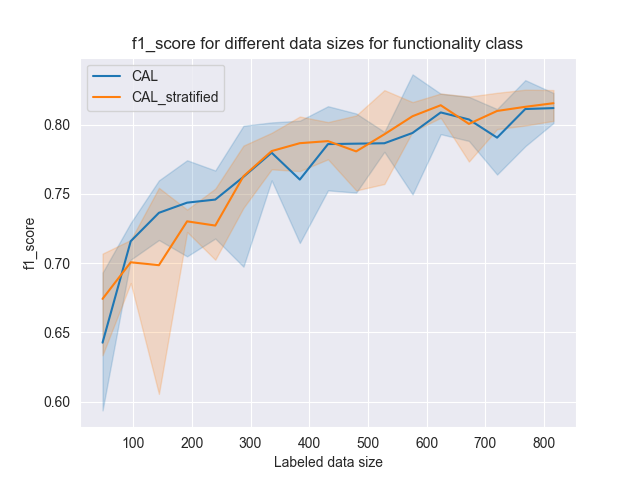 f1_score for different data sizes for functionality class
CAL
CAL_stratified
0.80
0.75
0.70
0.65
0.60
f1_score
100 200 300 400 500 600 700 800
Labeled data size